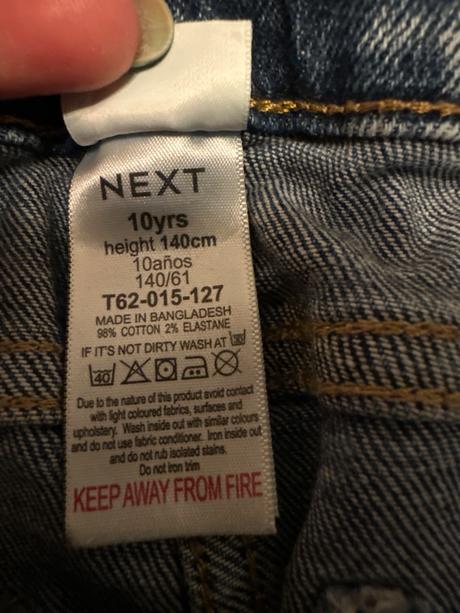 NEXT
10yrs
height 140cm
10años
140/61
T62-015-127
MADE IN BANGLADESH
98% COTTON 2% ELASTANE
IF IT'S NOT DIRTY WASH AT 30
40
Due to the nature of this product avoid contact
with light coloured fabrics, surfaces and
upholstery. Wash inside out with similar colours
and do not use fabric conditioner. Iron inside out
and do not rub isolated stains.
Do not iron trim
KEEP AWAY FROM FIRE